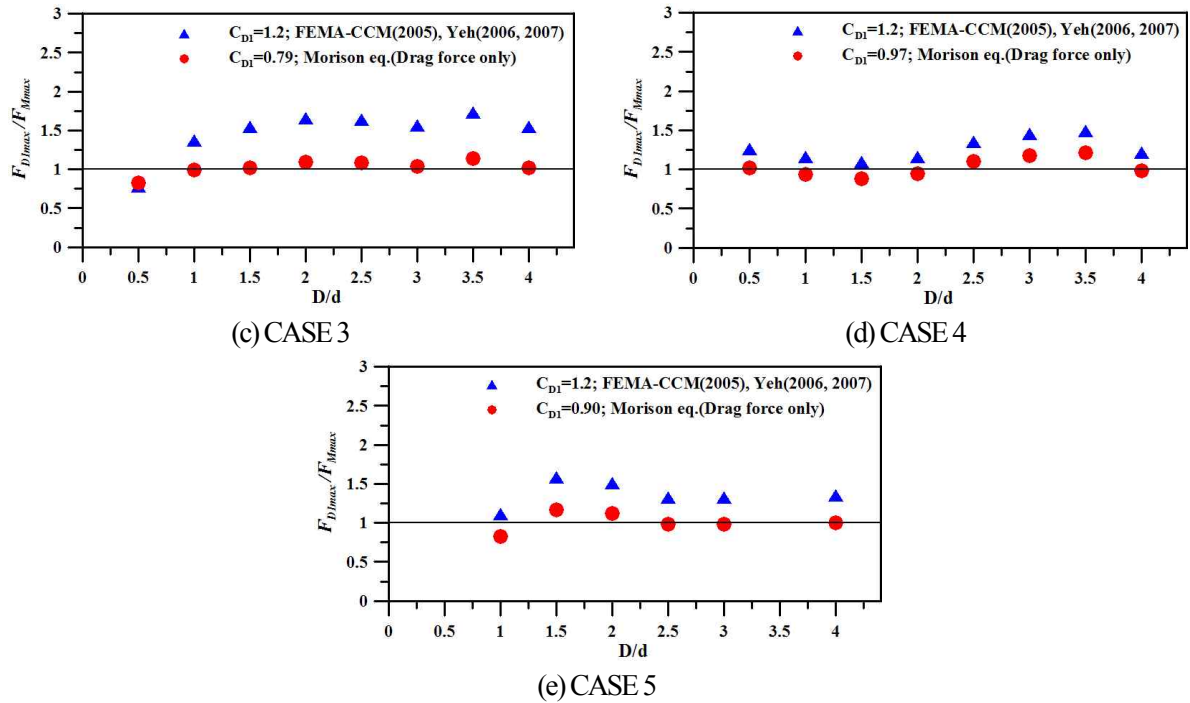 C_D1=1.2; FEMA-CCM(2005), Yeh(2006, 2007)
C_D1=0.79; Morison eq.(Drag force only)
F_D1max/F_Mmax
3
2.5
2
1.5
1
0.5
0
0 0.5 1 1.5 2 2.5 3 3.5 4
D/d
(c) CASE 3
C_D1=1.2; FEMA-CCM(2005), Yeh(2006, 2007)
C_D1=0.97; Morison eq.(Drag force only)
F_D1max/F_Mmax
3
2.5
2
1.5
1
0.5
0
0 0.5 1 1.5 2 2.5 3 3.5 4
D/d
(d) CASE 4
C_D1=1.2; FEMA-CCM(2005), Yeh(2006, 2007)
C_D1=0.90; Morison eq.(Drag force only)
F_D1max/F_Mmax
3
2.5
2
1.5
1
0.5
0
0 0.5 1 1.5 2 2.5 3 3.5 4
D/d
(e) CASE 5